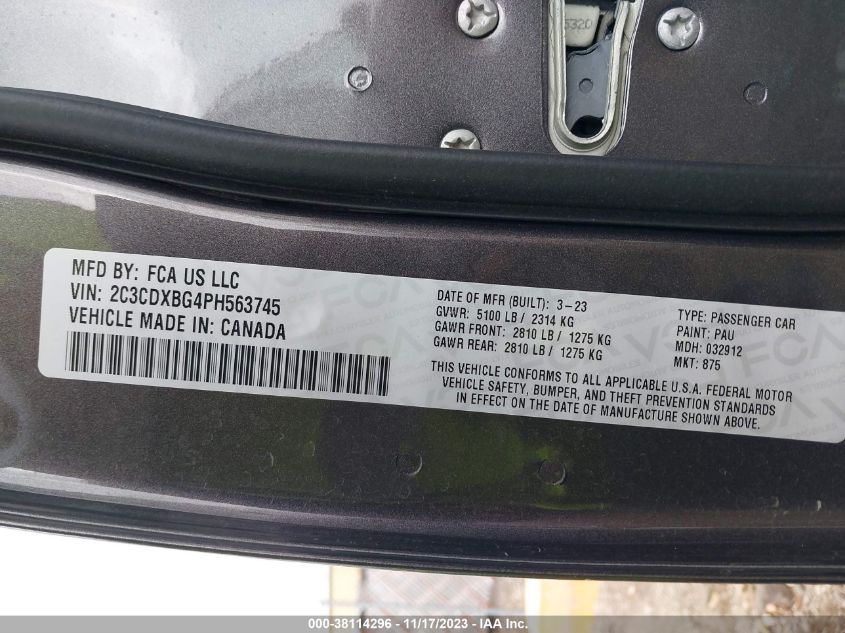 5320
MFD BY: FCA US LLC
VIN: 2C3CDXBG4PH563745
VEHICLE MADE IN: CANADA
DATE OF MFR (BUILT): 3-23
GVWR: 5100 LB / 2314 KG
GAWR FRONT: 2810 LB / 1275 KG
GAWR REAR: 2810 LB / 1275 KG
TYPE: PASSENGER CAR
PAINT: PAU
MDH: 032912
MKT: 875
THIS VEHICLE CONFORMS TO ALL APPLICABLE U.S.A. FEDERAL MOTOR
VEHICLE SAFETY, BUMPER, AND THEFT PREVENTION STANDARDS
IN EFFECT ON THE DATE OF MANUFACTURE SHOWN ABOVE.
000-38114296 - 11/17/2023 - IAA Inc.